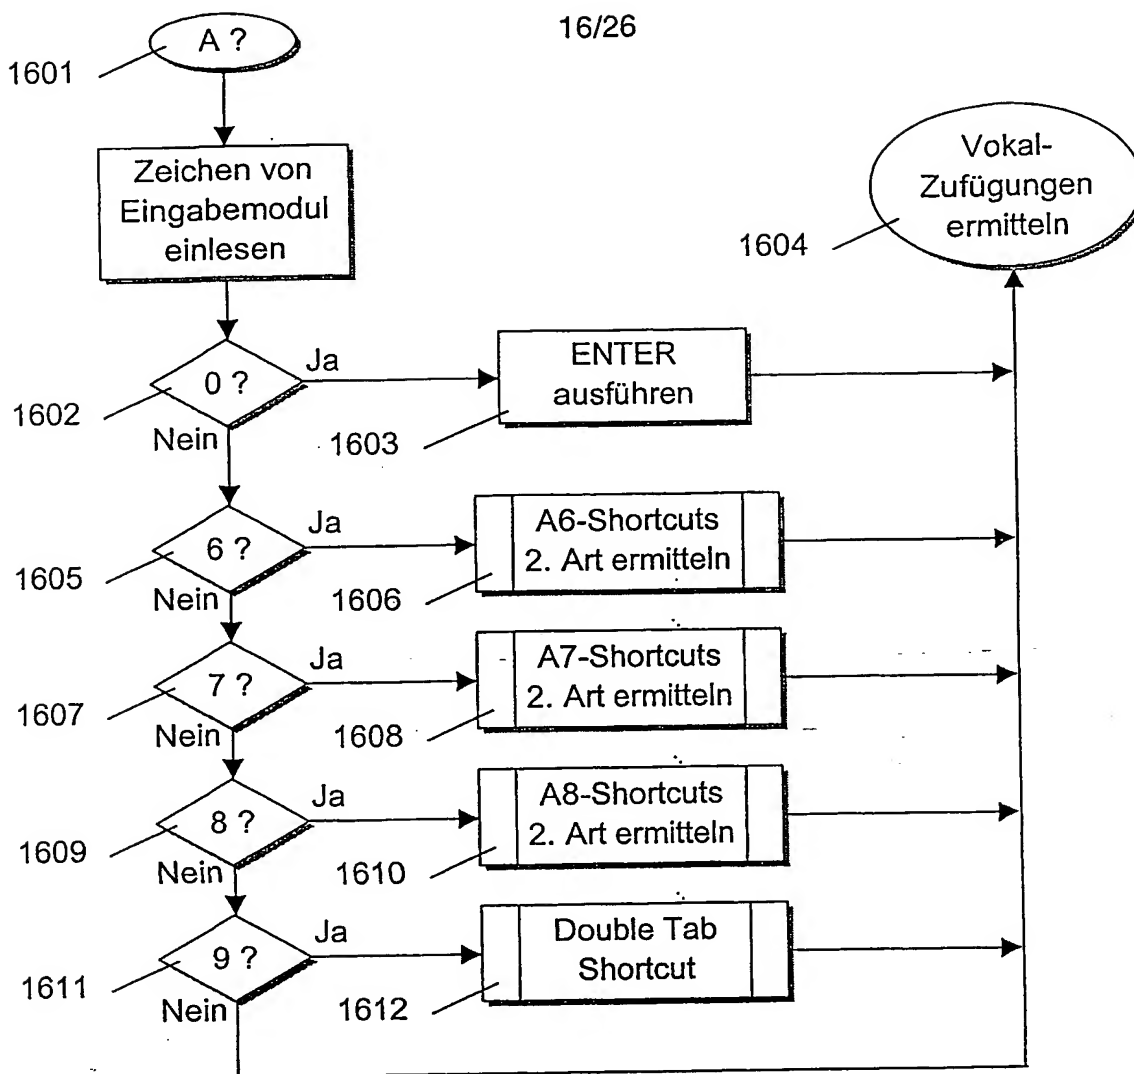 16/26
A ?
1601
Zeichen von
Eingabemodul
einlesen
Vokal-
Zufügungen
ermitteln
1604
0 ?
Ja
1602
Nein
ENTER
ausführen
1603
6 ?
Ja
1605
Nein
A6-Shortcuts
2. Art ermitteln
1606
7 ?
Ja
1607
Nein
A7-Shortcuts
2. Art ermitteln
1608
8 ?
Ja
1609
Nein
A8-Shortcuts
2. Art ermitteln
1610
9 ?
Ja
1611
Nein
Double Tab
Shortcut
1612